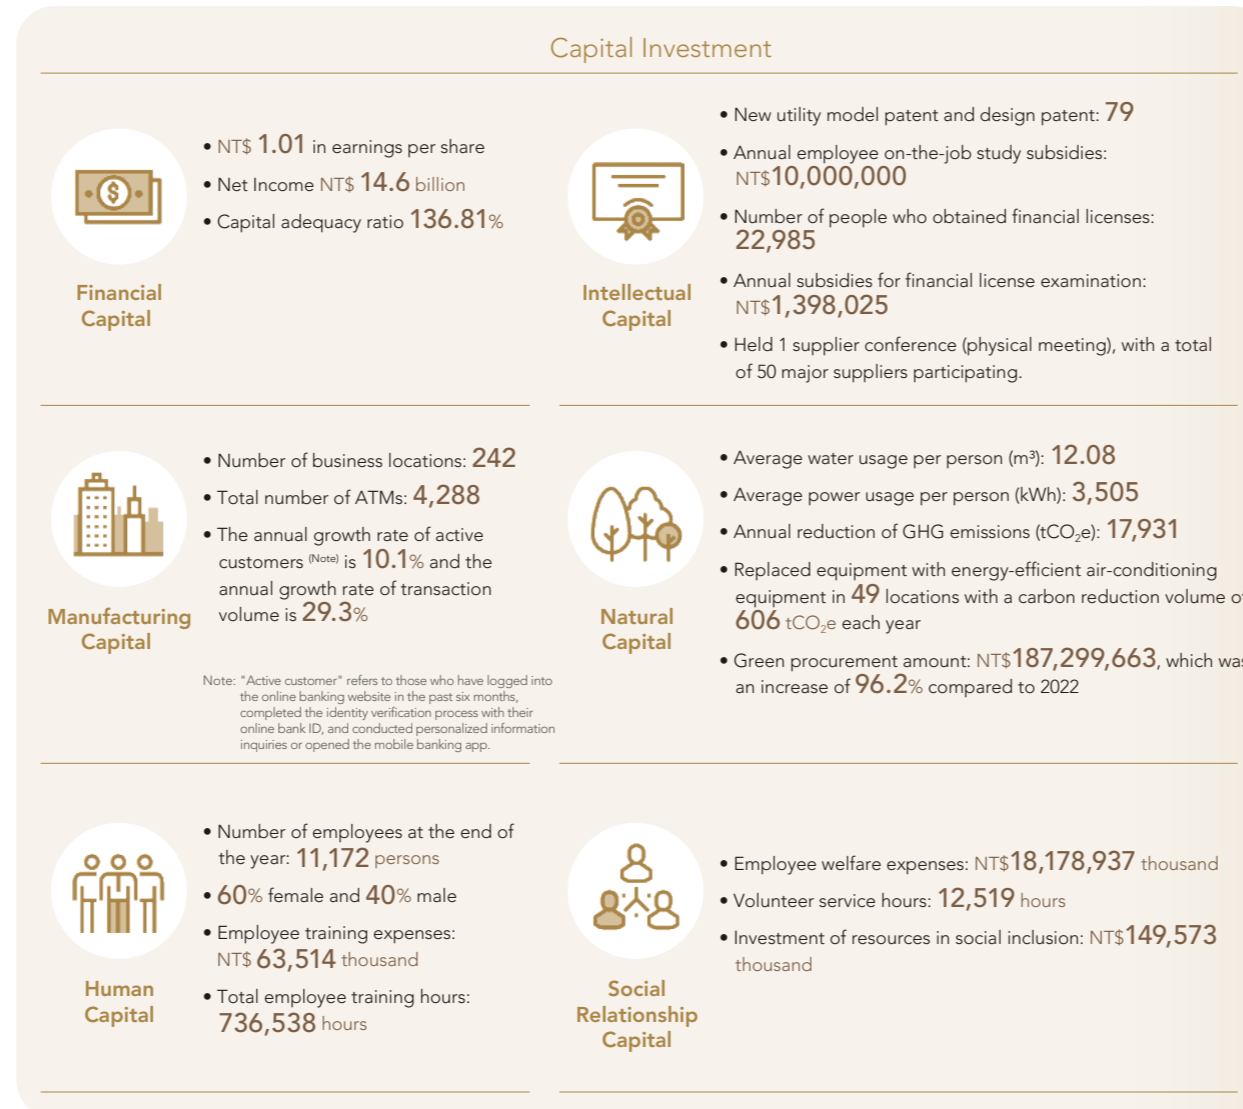 Capital Investment
Financial
Capital
• NT$ 1.01 in earnings per share
• Net Income NT$ 14.6 billion
• Capital adequacy ratio 136.81%
Intellectual
Capital
• New utility model patent and design patent: 79
• Annual employee on-the-job study subsidies:
NT$10,000,000
• Number of people who obtained financial licenses:
22,985
• Annual subsidies for financial license examination:
NT$1,398,025
• Held 1 supplier conference (physical meeting), with a total
of 50 major suppliers participating.
Manufacturing
Capital
• Number of business locations: 242
• Total number of ATMs: 4,288
• The annual growth rate of active
customers (Note) is 10.1% and the
annual growth rate of transaction
volume is 29.3%
Note: "Active customer" refers to those who have logged into
the online banking website in the past six months,
completed the identity verification process with their
online bank ID, and conducted personalized information
inquiries or opened the mobile banking app.
Natural
Capital
• Average water usage per person (m³): 12.08
• Average power usage per person (kWh): 3,505
• Annual reduction of GHG emissions (tCO₂e): 17,931
• Replaced equipment with energy-efficient air-conditioning
equipment in 49 locations with a carbon reduction volume
606 tCO₂e each year
• Green procurement amount: NT$187,299,663, which was
an increase of 96.2% compared to 2022
Human
Capital
• Number of employees at the end of
the year: 11,172 persons
• 60% female and 40% male
• Employee training expenses:
NT$ 63,514 thousand
• Total employee training hours:
736,538 hours
Social
Relationship
Capital
• Employee welfare expenses: NT$18,178,937 thousand
• Volunteer service hours: 12,519 hours
• Investment of resources in social inclusion: NT$149,573
thousand